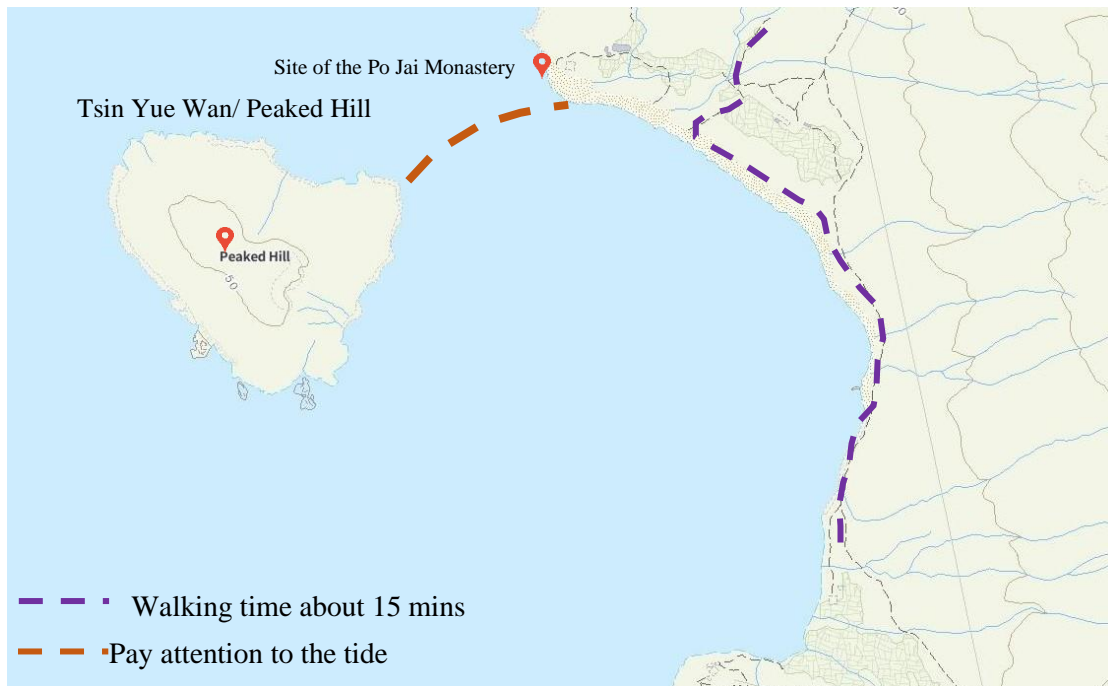 50
Site of the Po Jai Monastery
Tsin Yue Wan/ Peaked Hill
Peaked Hill
50
Walking time about 15 mins
Pay attention to the tide